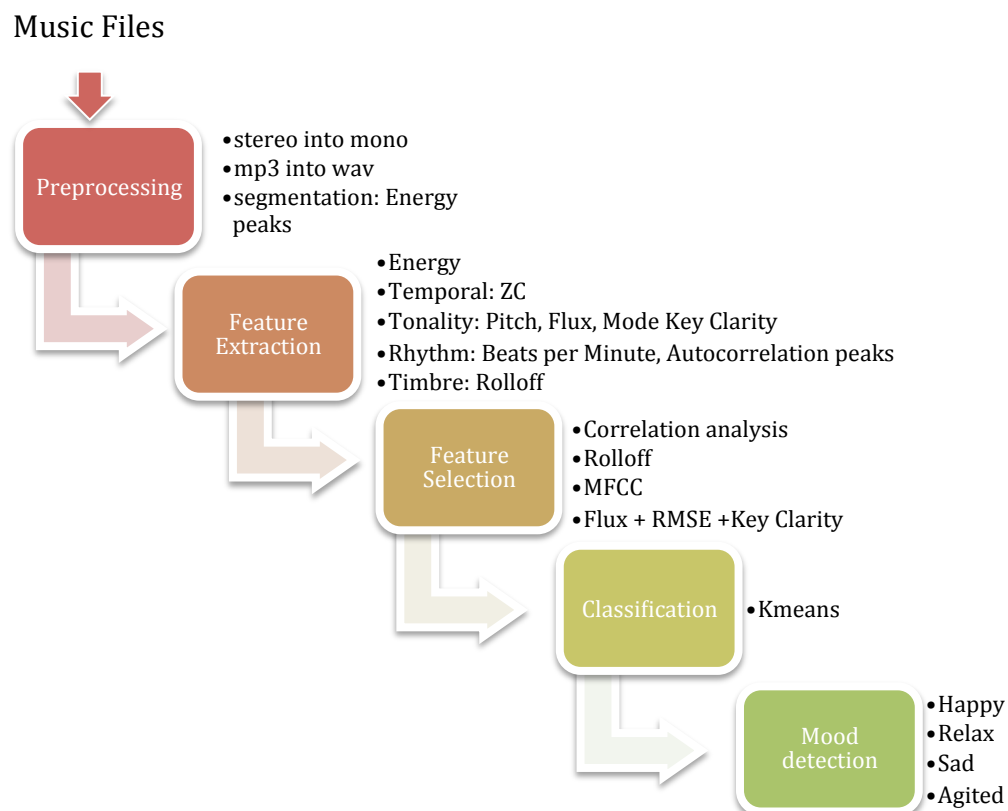 Music Files
Preprocessing
•stereo into mono
•mp3 into wav
•segmentation: Energy
peaks
Feature
Extraction
•Energy
•Temporal: ZC
•Tonality: Pitch, Flux, Mode Key Clarity
•Rhythm: Beats per Minute, Autocorrelation peaks
•Timbre: Rolloff
Feature
Selection
•Correlation analysis
•Rolloff
•MFCC
•Flux + RMSE +Key Clarity
Classification
•Kmeans
Mood
detection
•Happy
•Relax
•Sad
•Agited